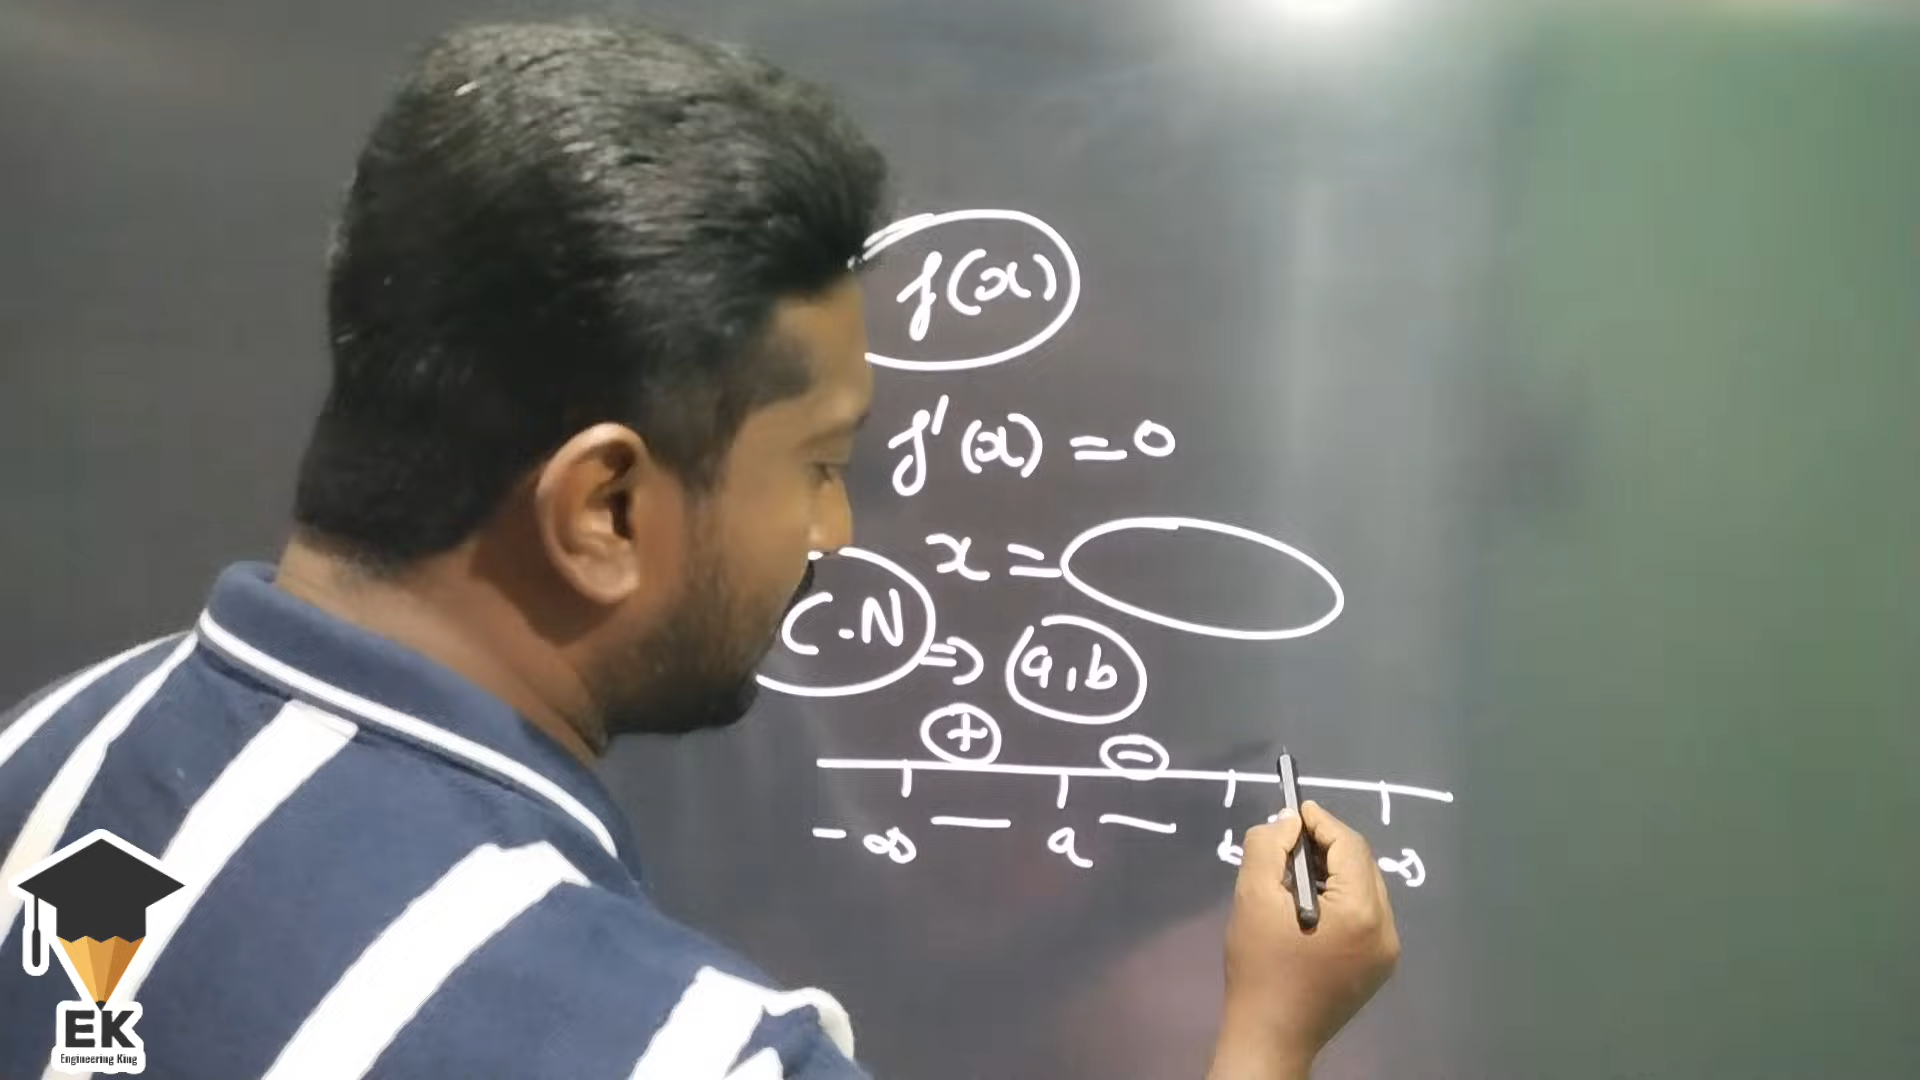 f(x)
f'(x) = 0
x =
C.N ⇒ a, b
+ −
− ∞ a b ∞
EK
Engineering King